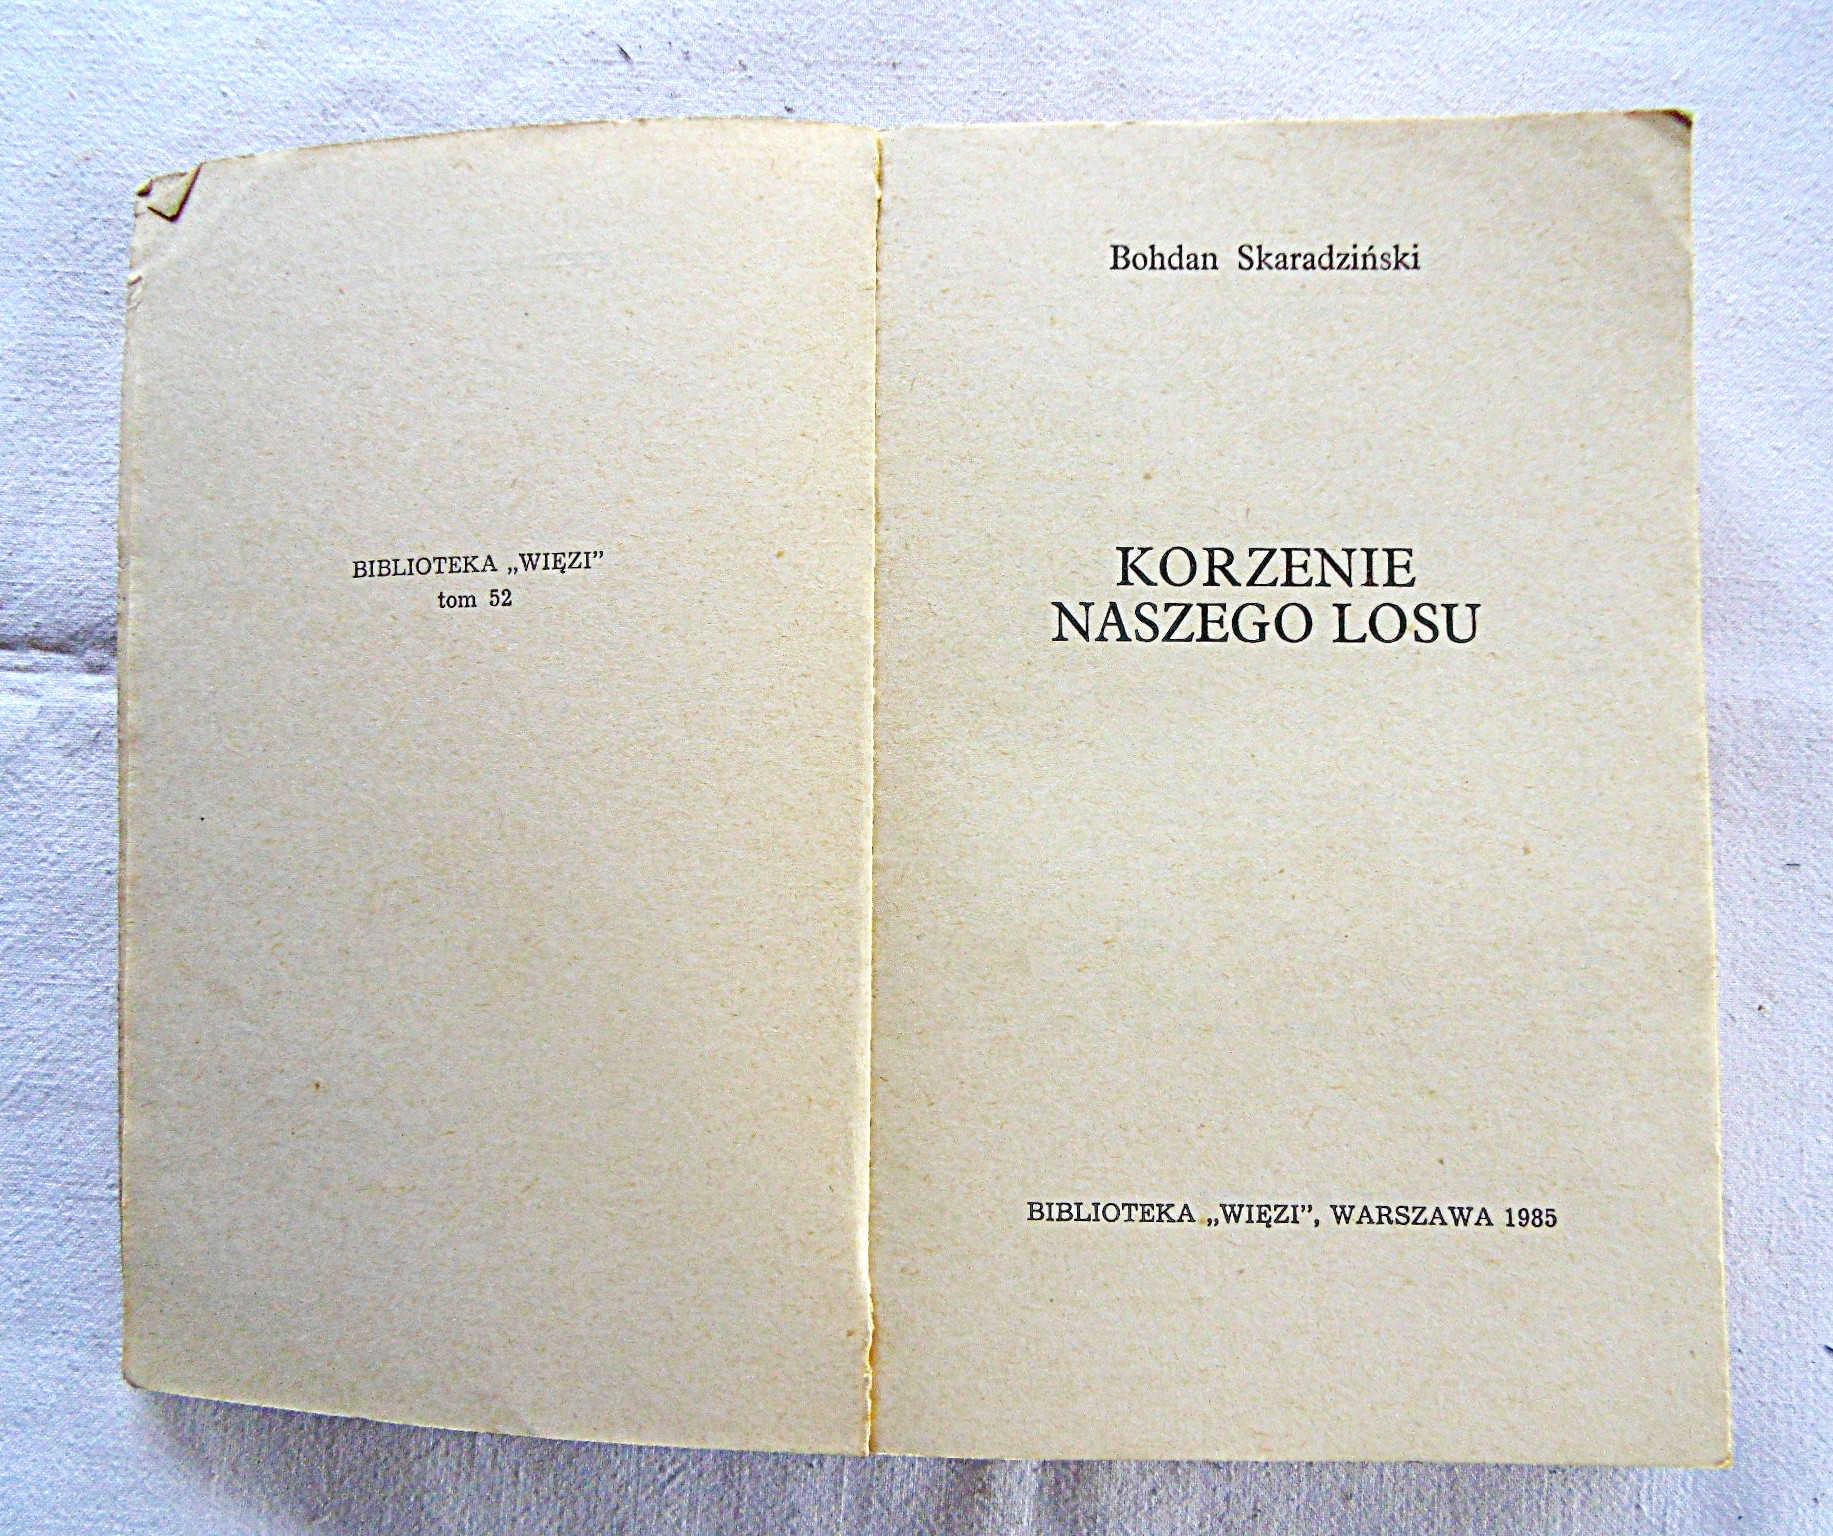 BIBLIOTEKA „WIĘZI”
tom 52
Bohdan Skaradziński
KORZENIE
NASZEGO LOSU
BIBLIOTEKA „WIĘZI”, WARSZAWA 1985